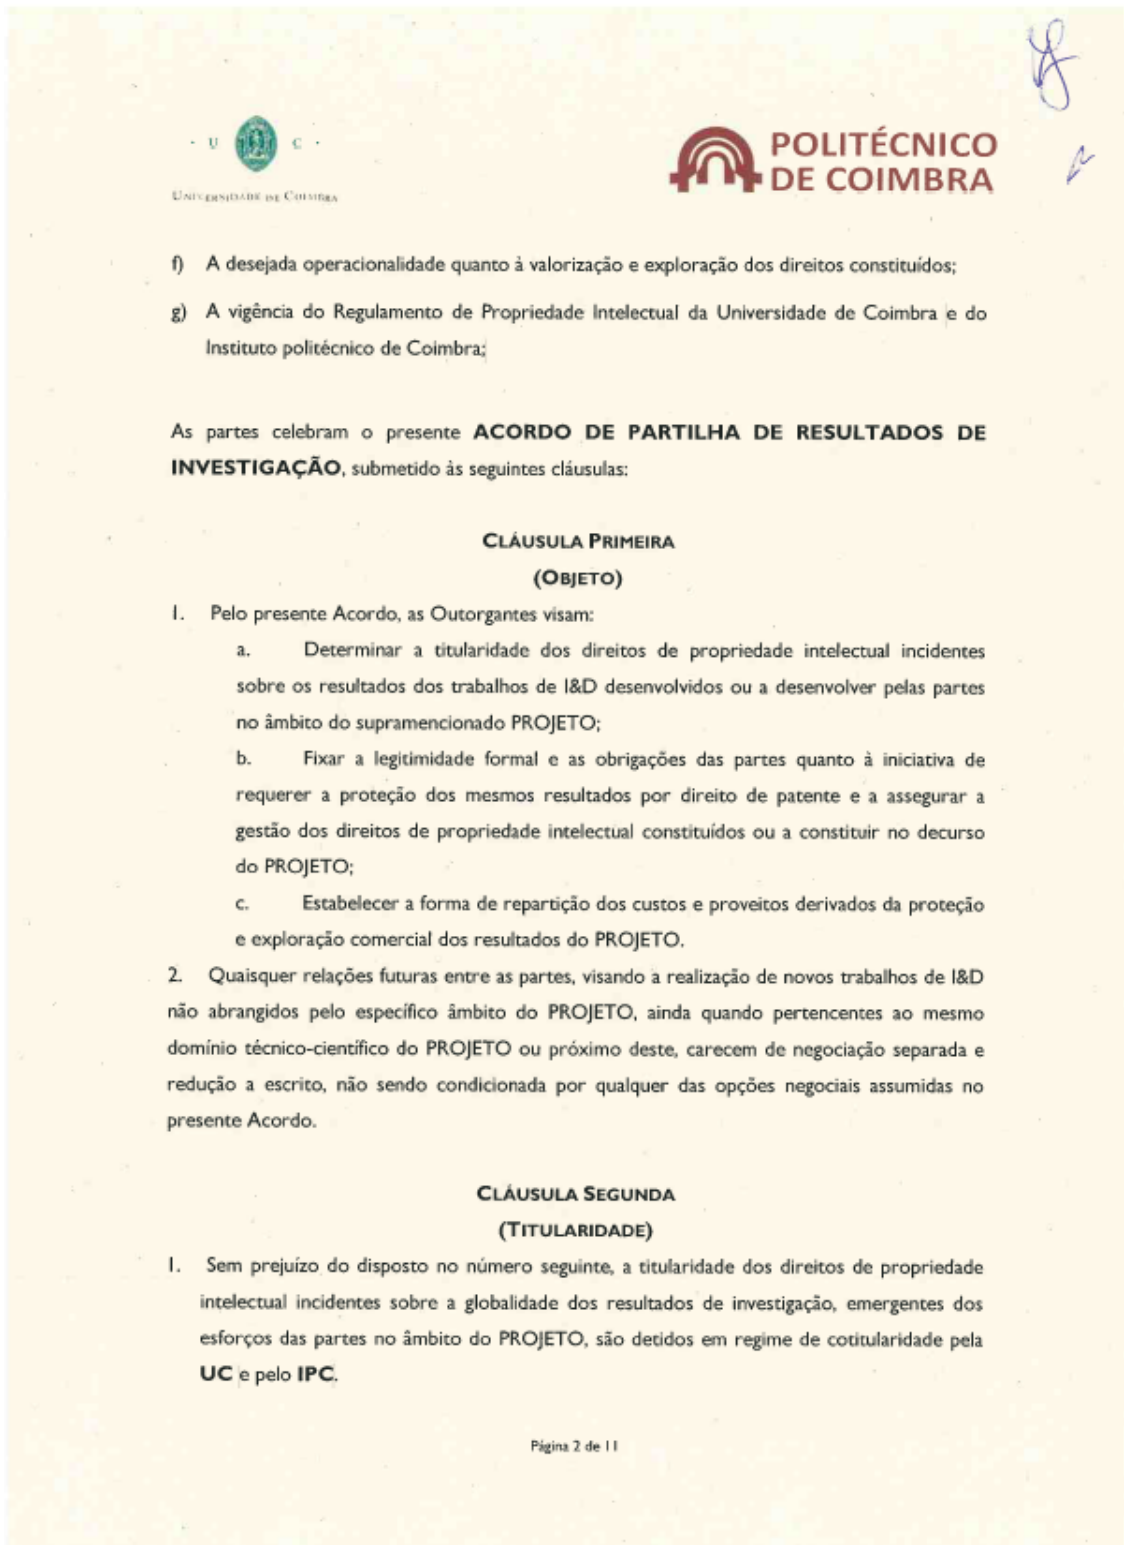 · U C ·
UNIVERSIDADE DE COIMBRA
POLITÉCNICO
DE COIMBRA
f) A desejada operacionalidade quanto à valorização e exploração dos direitos constituídos;
g) A vigência do Regulamento de Propriedade Intelectual da Universidade de Coimbra e do
Instituto politécnico de Coimbra;
As partes celebram o presente ACORDO DE PARTILHA DE RESULTADOS DE
INVESTIGAÇÃO, submetido às seguintes cláusulas:
CLÁUSULA PRIMEIRA
(OBJETO)
1. Pelo presente Acordo, as Outorgantes visam:
a. Determinar a titularidade dos direitos de propriedade intelectual incidentes
sobre os resultados dos trabalhos de I&D desenvolvidos ou a desenvolver pelas partes
no âmbito do supramencionado PROJETO;
b. Fixar a legitimidade formal e as obrigações das partes quanto à iniciativa de
requerer a proteção dos mesmos resultados por direito de patente e a assegurar a
gestão dos direitos de propriedade intelectual constituídos ou a constituir no decurso
do PROJETO;
c. Estabelecer a forma de repartição dos custos e proveitos derivados da proteção
e exploração comercial dos resultados do PROJETO.
2. Quaisquer relações futuras entre as partes, visando a realização de novos trabalhos de I&D
não abrangidos pelo específico âmbito do PROJETO, ainda quando pertencentes ao mesmo
domínio técnico-científico do PROJETO ou próximo deste, carecem de negociação separada e
redução a escrito, não sendo condicionada por qualquer das opções negociais assumidas no
presente Acordo.
CLÁUSULA SEGUNDA
(TITULARIDADE)
1. Sem prejuízo do disposto no número seguinte, a titularidade dos direitos de propriedade
intelectual incidentes sobre a globalidade dos resultados de investigação, emergentes dos
esforços das partes no âmbito do PROJETO, são detidos em regime de cotitularidade pela
UC e pelo IPC.
Página 2 de 11